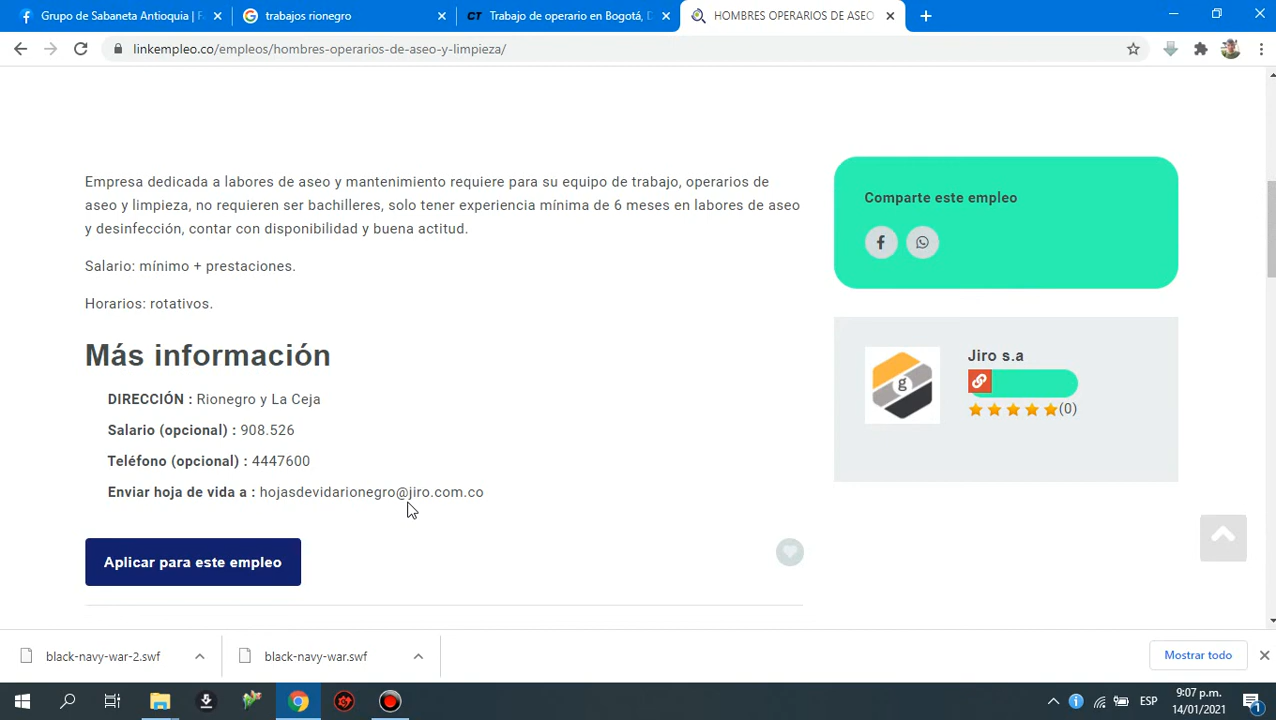 Grupo de Sabaneta Antioquia | F
trabajos rionegro
CT Trabajo de operario en Bogotá, D
HOMBRES OPERARIOS DE ASEO
linkempleo.co/empleos/hombres-operarios-de-aseo-y-limpieza/
Empresa dedicada a labores de aseo y mantenimiento requiere para su equipo de trabajo, operarios de
aseo y limpieza, no requieren ser bachilleres, solo tener experiencia mínima de 6 meses en labores de aseo
y desinfección, contar con disponibilidad y buena actitud.
Salario: mínimo + prestaciones.
Horarios: rotativos.
Más información
DIRECCIÓN : Rionegro y La Ceja
Salario (opcional) : 908.526
Teléfono (opcional) : 4447600
Enviar hoja de vida a : hojasdevidarionegro@jiro.com.co
Aplicar para este empleo
Comparte este empleo
g
Jiro s.a
(0)
black-navy-war-2.swf
black-navy-war.swf
Mostrar todo
ESP
9:07 p.m.
14/01/2021
1